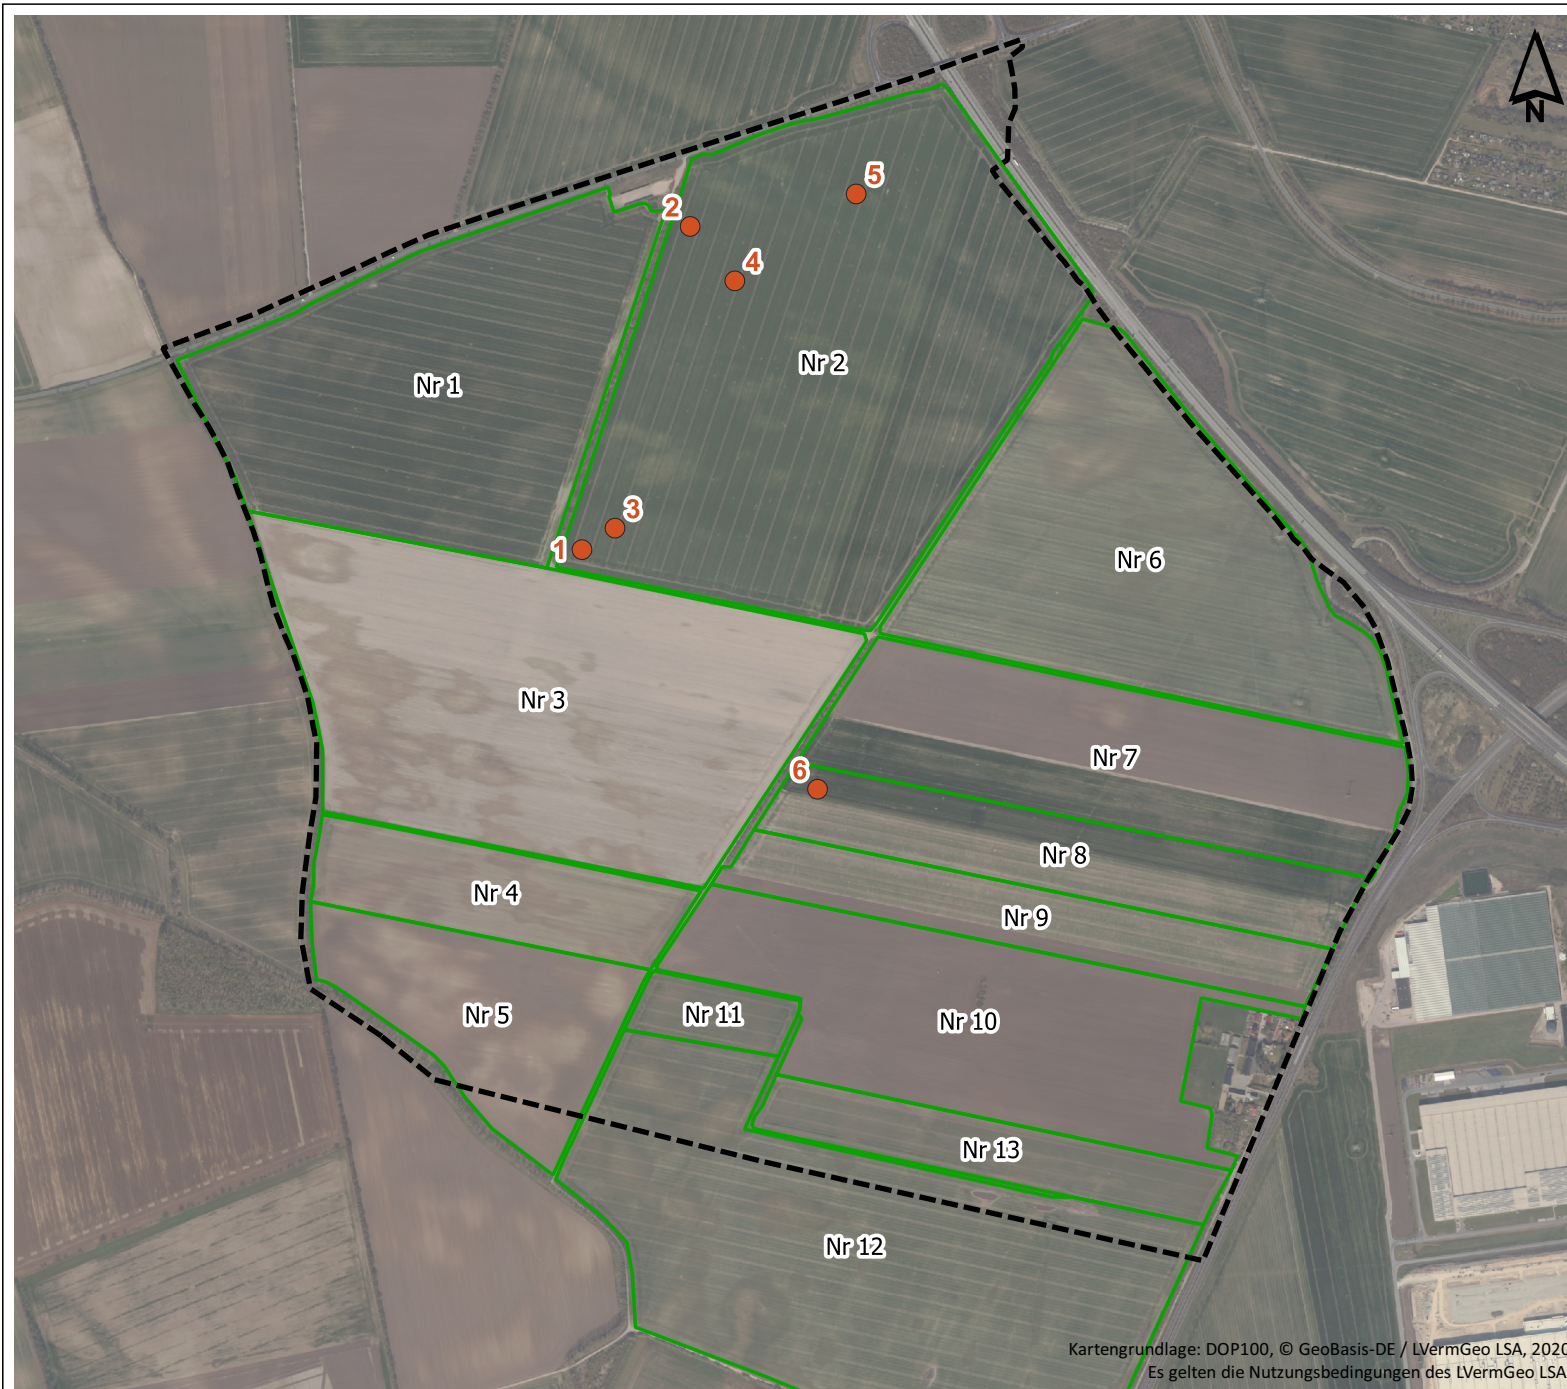 N
5
2
4
Nr 2
Nr 1
3
1
Nr 6
Nr 3
Nr 7
6
Nr 8
Nr 4
Nr 9
Nr 5
Nr 11
Nr 10
Nr 13
Nr 12
Kartengrundlage: DOP100, © GeoBasis-DE / LVermGeo LSA, 2020
Es gelten die Nutzungsbedingungen des LVermGeo LSA